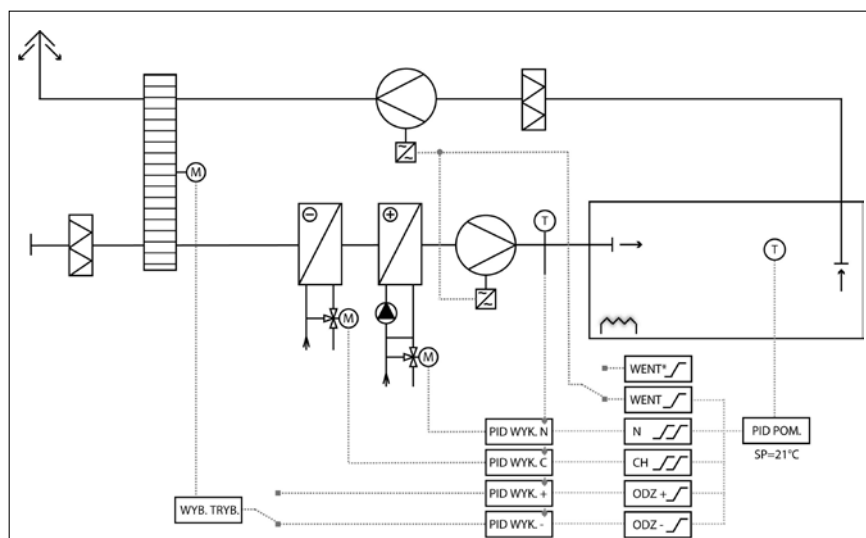 M
T
T
M
M
WENT*
WENT
PID WYK. N
N
PID POM.
SP=21°C
PID WYK. C
CH
PID WYK. +
ODZ +
WYB. TRYB.
PID WYK. -
ODZ -